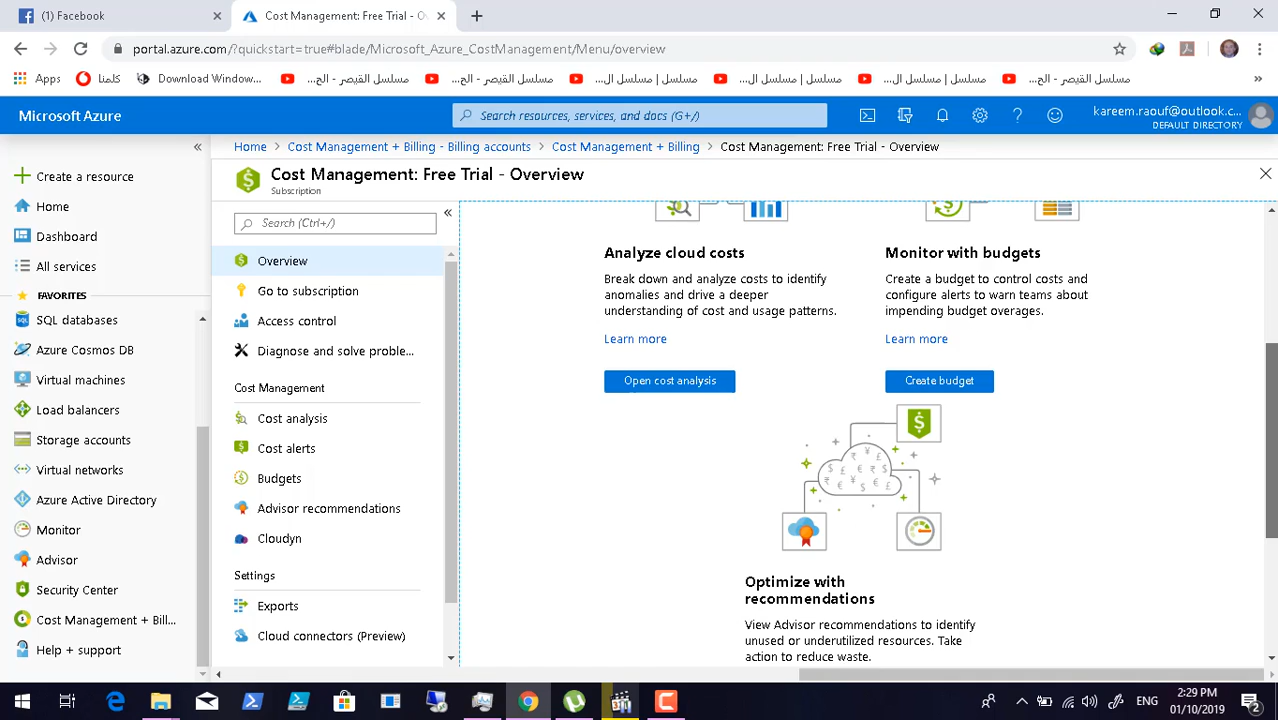 Facebook
Cost Management: Free Trial - O
portal.azure.com/?quickstart=true#blade/Microsoft_Azure_CostManagement/Menu/overview
Apps
كلمنا
Download Window...
مسلسل القيصر - الح...
مسلسل القيصر - الح...
مسلسل | مسلسل ال...
مسلسل | مسلسل ال...
مسلسل | مسلسل ال...
مسلسل القيصر - الح...
»
Microsoft Azure
Search resources, services, and docs (G+/)
kareem.raouf@outlook.c...
DEFAULT DIRECTORY
«
Create a resource
Home
Dashboard
All services
FAVORITES
SQL databases
Azure Cosmos DB
Virtual machines
Load balancers
Storage accounts
Virtual networks
Azure Active Directory
Monitor
Advisor
Security Center
Cost Management + Bill...
Help + support
Home > Cost Management + Billing - Billing accounts > Cost Management + Billing > Cost Management: Free Trial - Overview
Cost Management: Free Trial - Overview
Subscription
Search (Ctrl+/)
«
Overview
Go to subscription
Access control
Diagnose and solve proble...
Cost Management
Cost analysis
Cost alerts
Budgets
Advisor recommendations
Cloudyn
Settings
Exports
Cloud connectors (Preview)
Analyze cloud costs
Break down and analyze costs to identify
anomalies and drive a deeper
understanding of cost and usage patterns.
Learn more
Open cost analysis
Monitor with budgets
Create a budget to control costs and
configure alerts to warn teams about
impending budget overages.
Learn more
Create budget
Optimize with
recommendations
View Advisor recommendations to identify
unused or underutilized resources. Take
action to reduce waste.
ENG
2:29 PM
01/10/2019
2